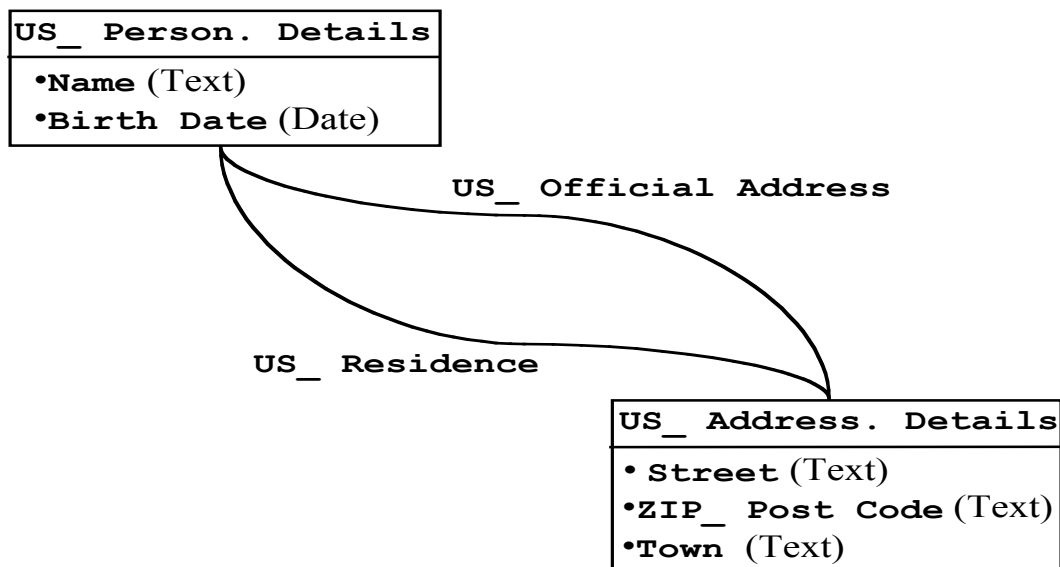 US_ Person. Details
•Name (Text)
•Birth Date (Date)
US_ Official Address
US_ Residence
US_ Address. Details
• Street (Text)
•ZIP_ Post Code (Text)
•Town (Text)